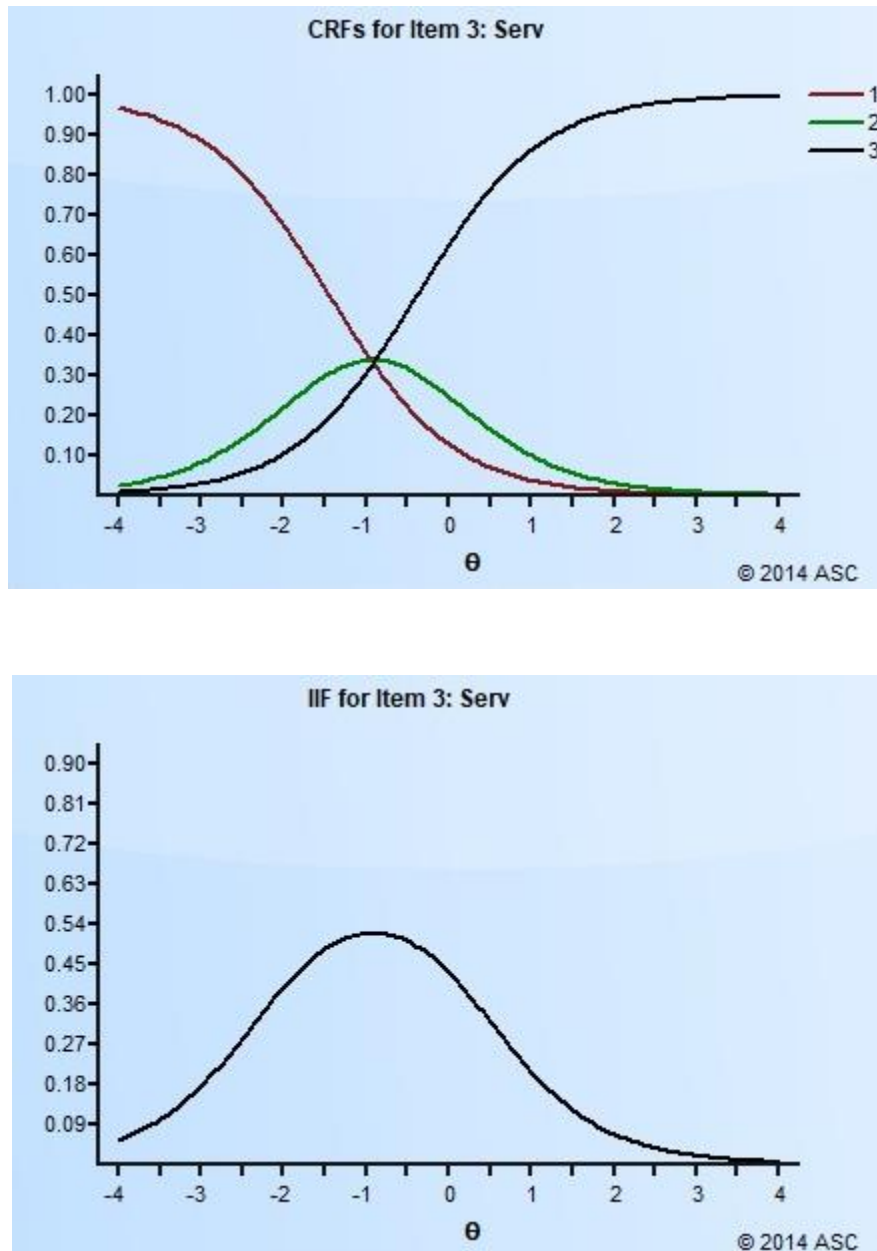 CRFs for Item 3: Serv
1.00
0.90
0.80
0.70
0.60
0.50
0.40
0.30
0.20
0.10
1
2
3
-4 -3 -2 -1 0 1 2 3 4
θ
© 2014 ASC
IIF for Item 3: Serv
0.90
0.81
0.72
0.63
0.54
0.45
0.36
0.27
0.18
0.09
-4 -3 -2 -1 0 1 2 3 4
θ
© 2014 ASC